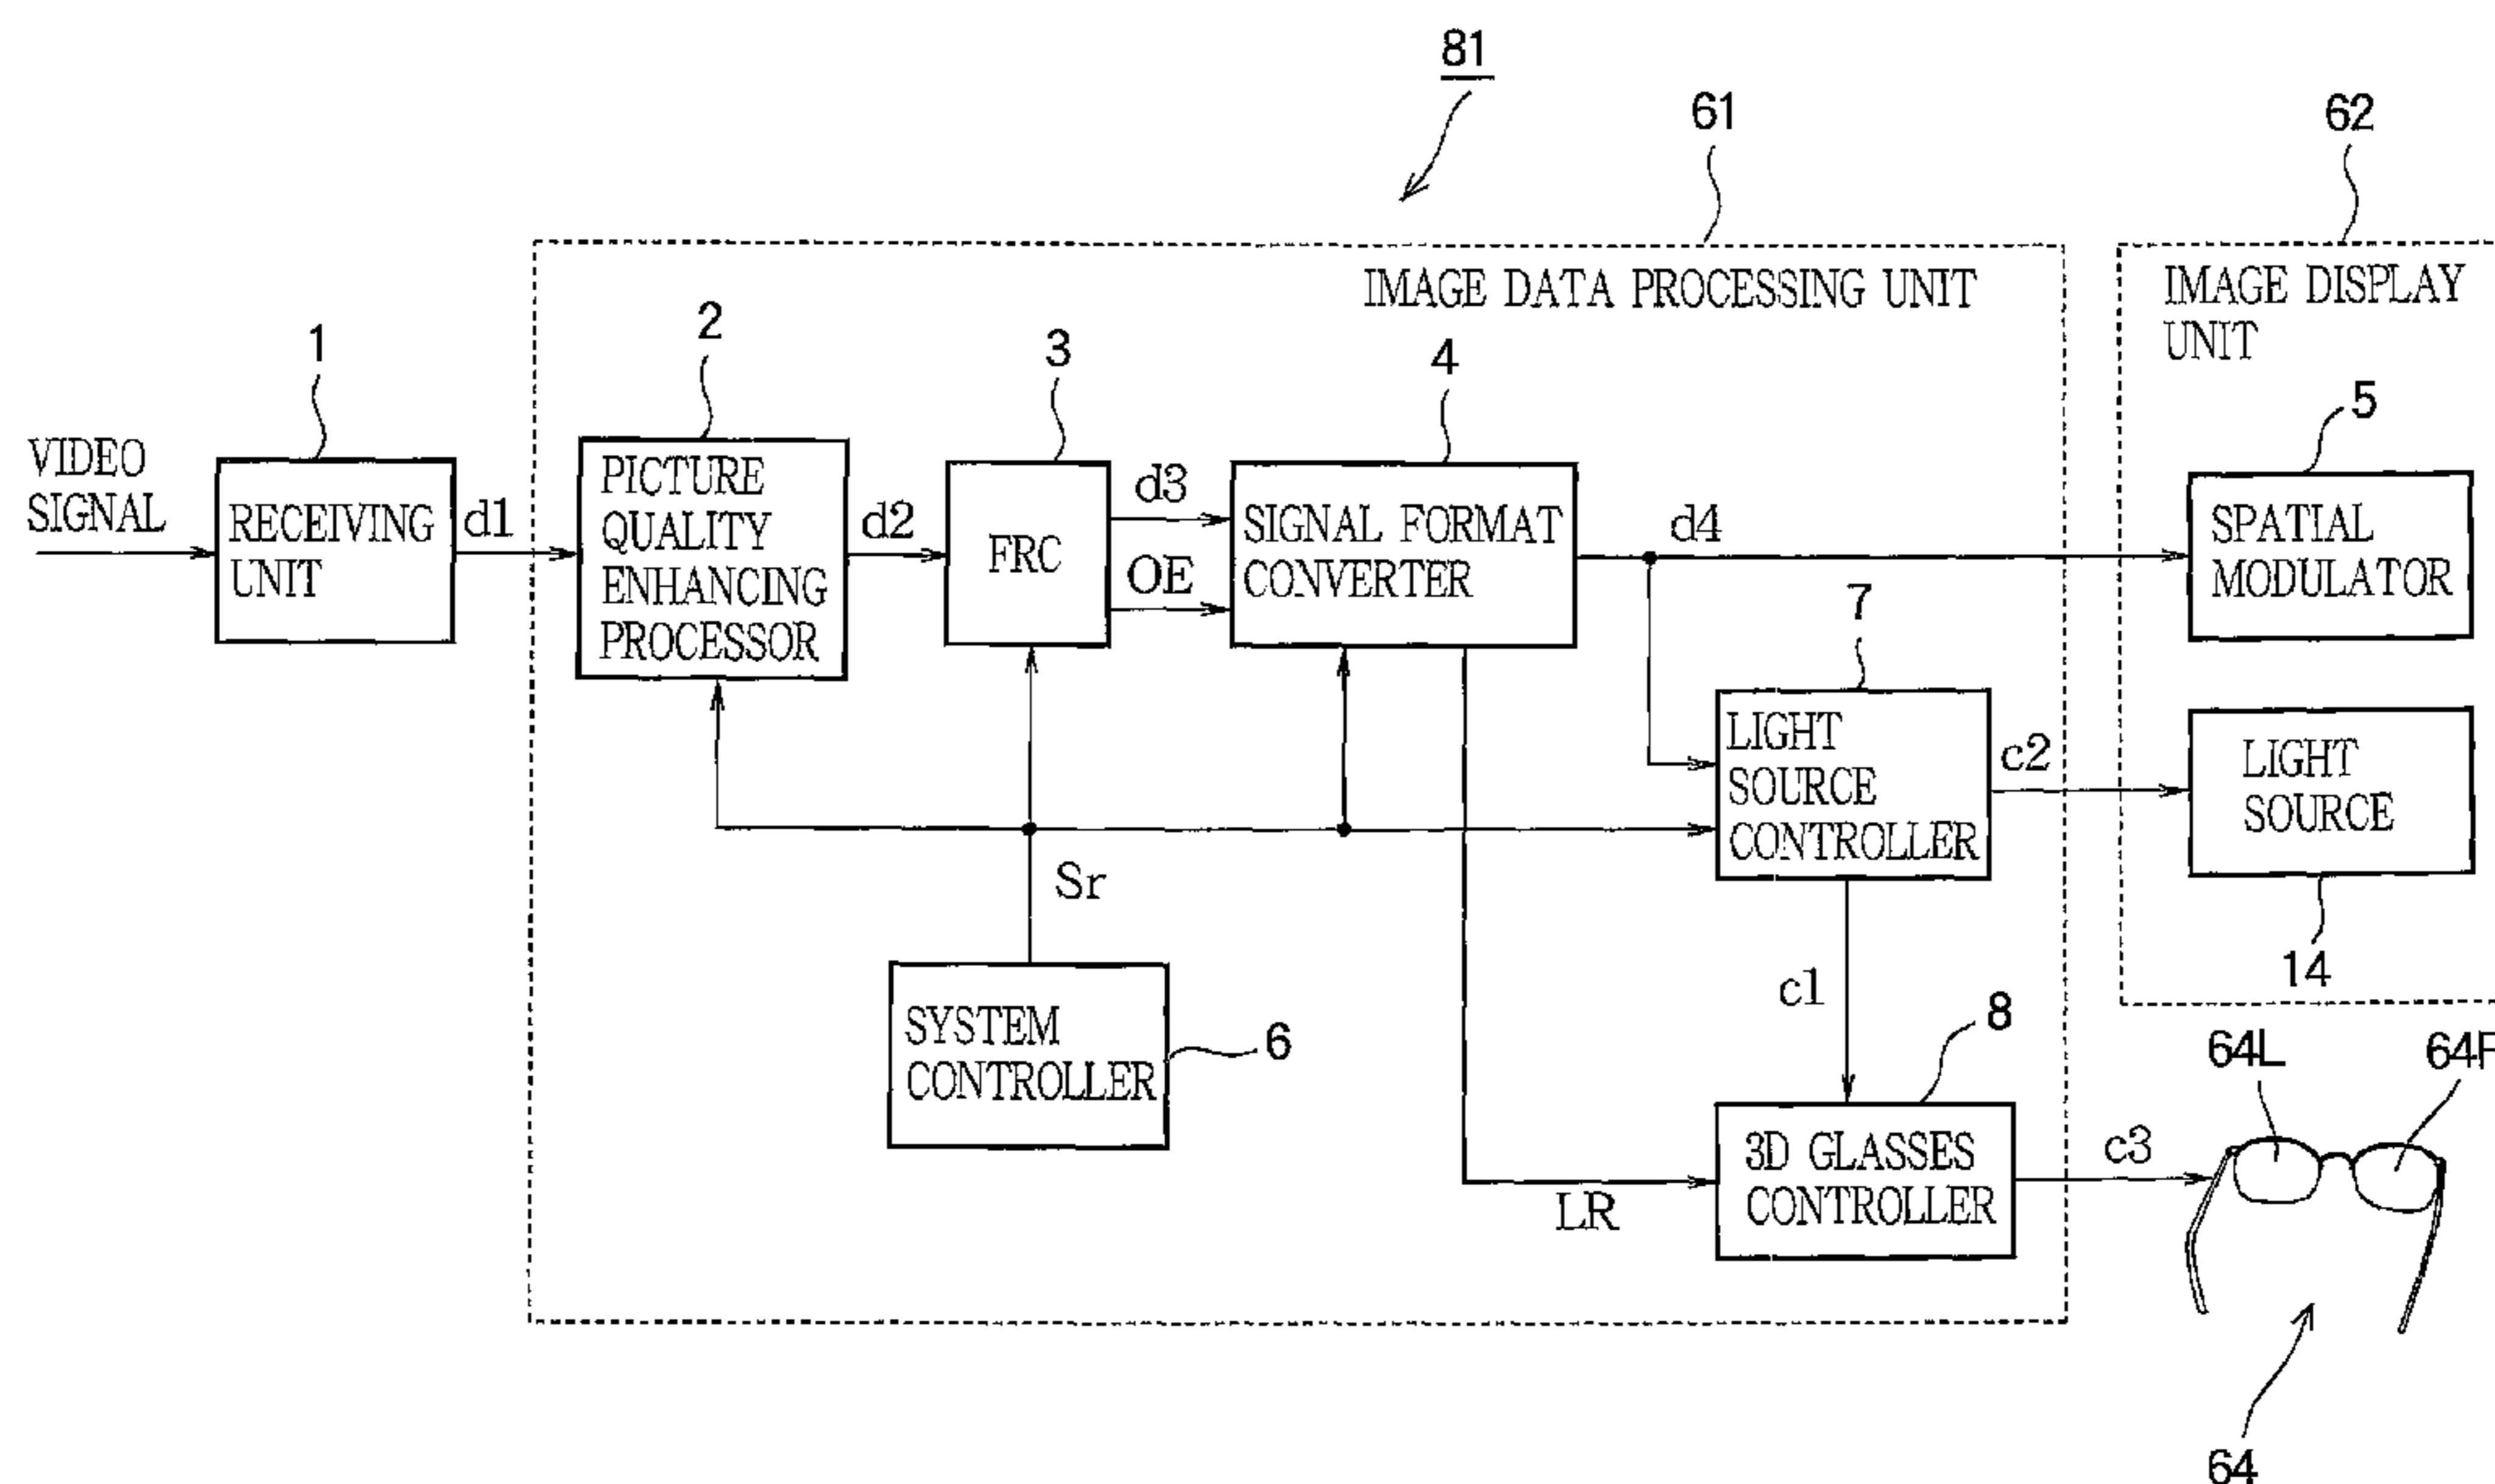 81
61
62
IMAGE DATA PROCESSING UNIT
IMAGE DISPLAY
UNIT
1
2
3
4
5
VIDEO
SIGNAL
RECEIVING
UNIT
d1
PICTURE
QUALITY
ENHANCING
PROCESSOR
d2
FRC
d3
OE
SIGNAL FORMAT
CONVERTER
d4
SPATIAL
MODULATOR
7
LIGHT
SOURCE
CONTROLLER
c2
LIGHT
SOURCE
14
Sr
SYSTEM
CONTROLLER
6
c1
8
3D GLASSES
CONTROLLER
LR
c3
64L
64